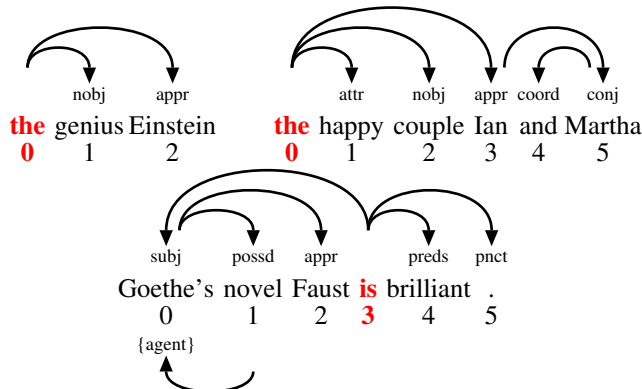 nobj appr attr nobj appr coord conj
the genius Einstein the happy couple Ian and Martha
0 1 2 0 1 2 3 4 5
subj possd appr preds pnct
Goethe's novel Faust is brilliant .
0 1 2 3 4 5
{agent}